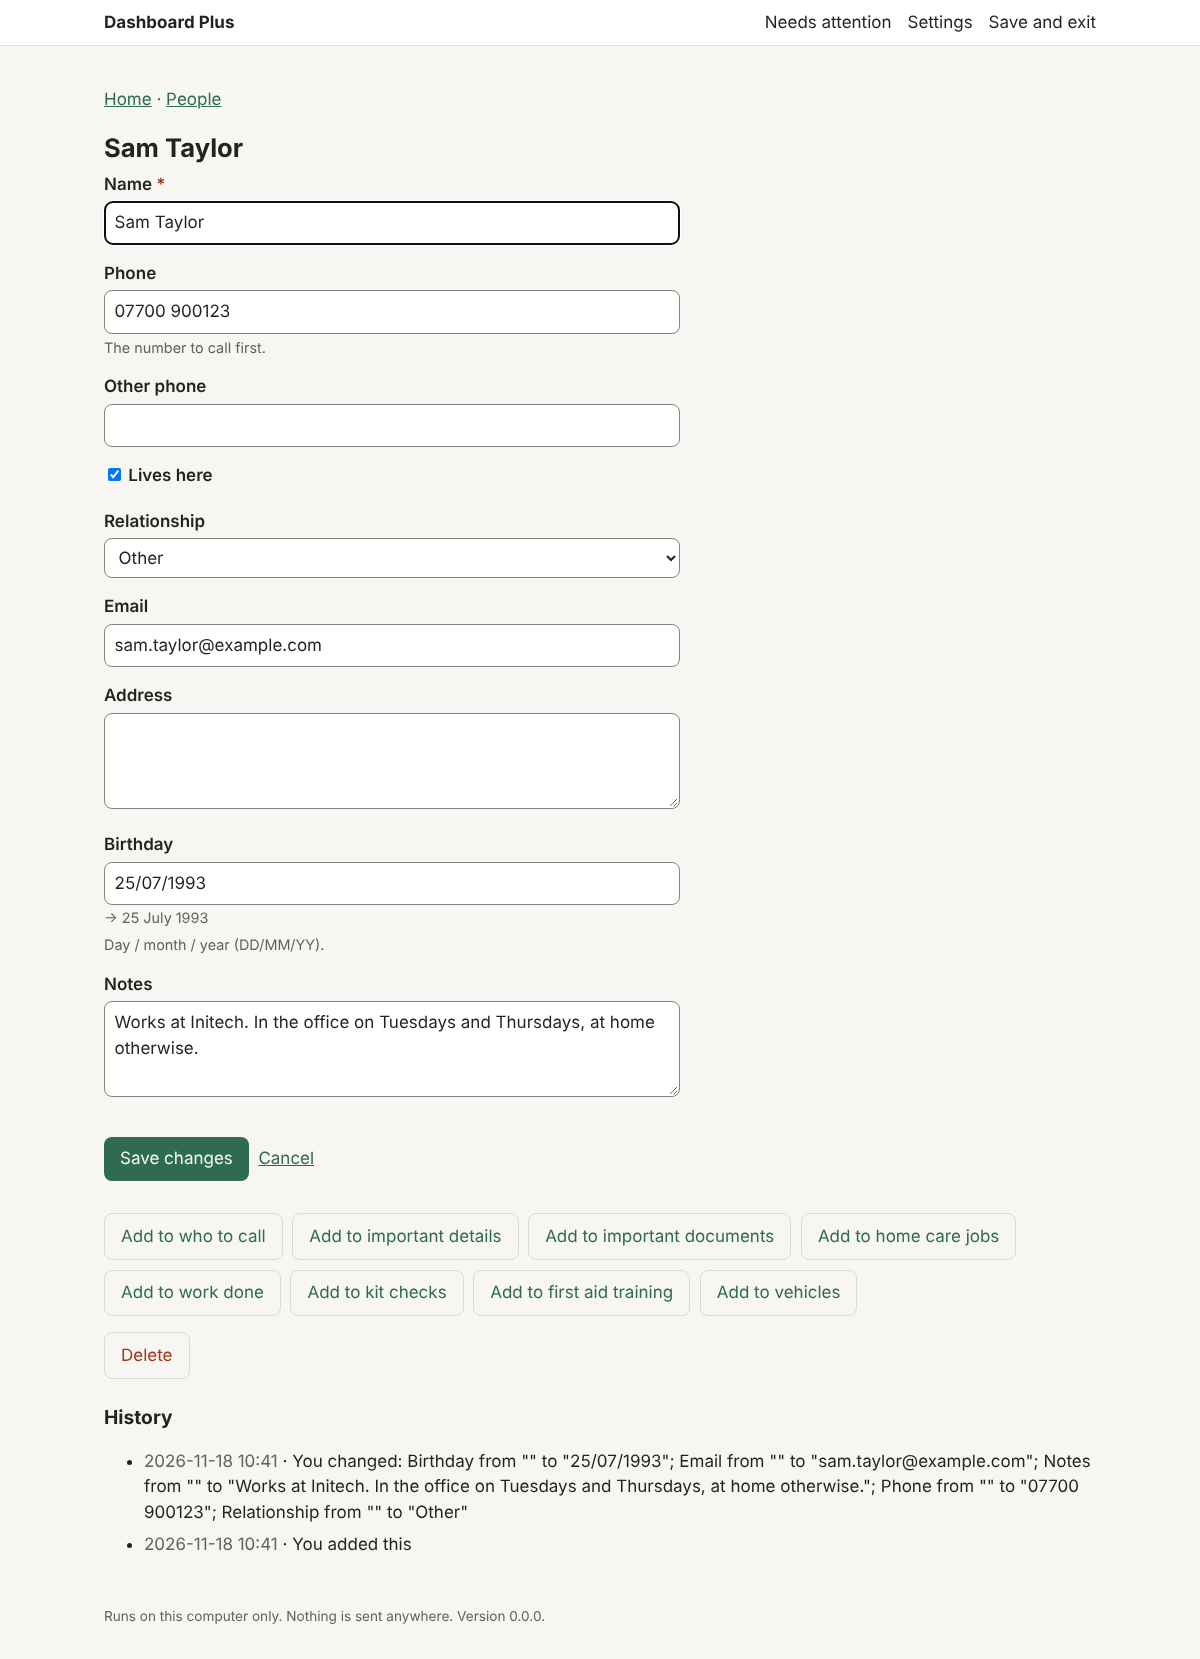 Dashboard Plus
Needs attention Settings Save and exit
Home · People
Sam Taylor
Name *
Sam Taylor
Phone
07700 900123
The number to call first.
Other phone
Lives here
Relationship
Other
Email
sam.taylor@example.com
Address
Birthday
25/07/1993
→ 25 July 1993
Day / month / year (DD/MM/YY).
Notes
Works at Initech. In the office on Tuesdays and Thursdays, at home
otherwise.
Save changes Cancel
Add to who to call Add to important details Add to important documents Add to home care jobs
Add to work done Add to kit checks Add to first aid training Add to vehicles
Delete
History
2026-11-18 10:41 · You changed: Birthday from "" to "25/07/1993"; Email from "" to "sam.taylor@example.com"; Notes
from "" to "Works at Initech. In the office on Tuesdays and Thursdays, at home otherwise."; Phone from "" to "07700
900123"; Relationship from "" to "Other"
2026-11-18 10:41 · You added this
Runs on this computer only. Nothing is sent anywhere. Version 0.0.0.